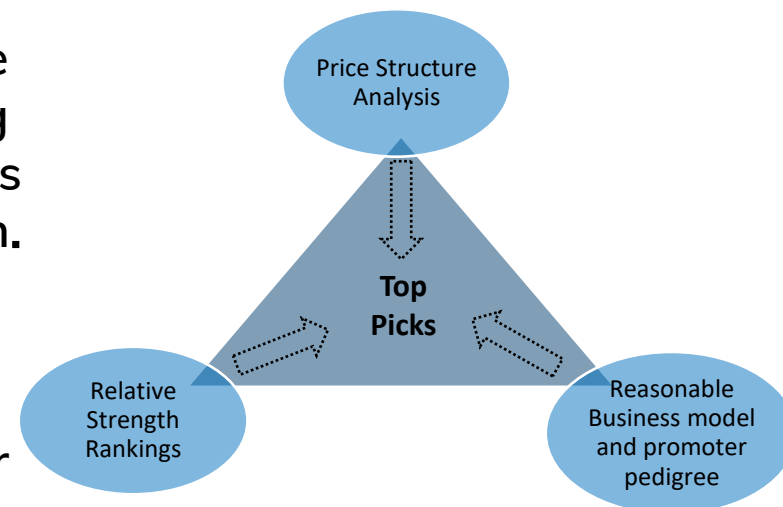 Price Structure
Analysis
Top
Picks
Relative
Strength
Rankings
Reasonable
Business model
and promoter
pedigree